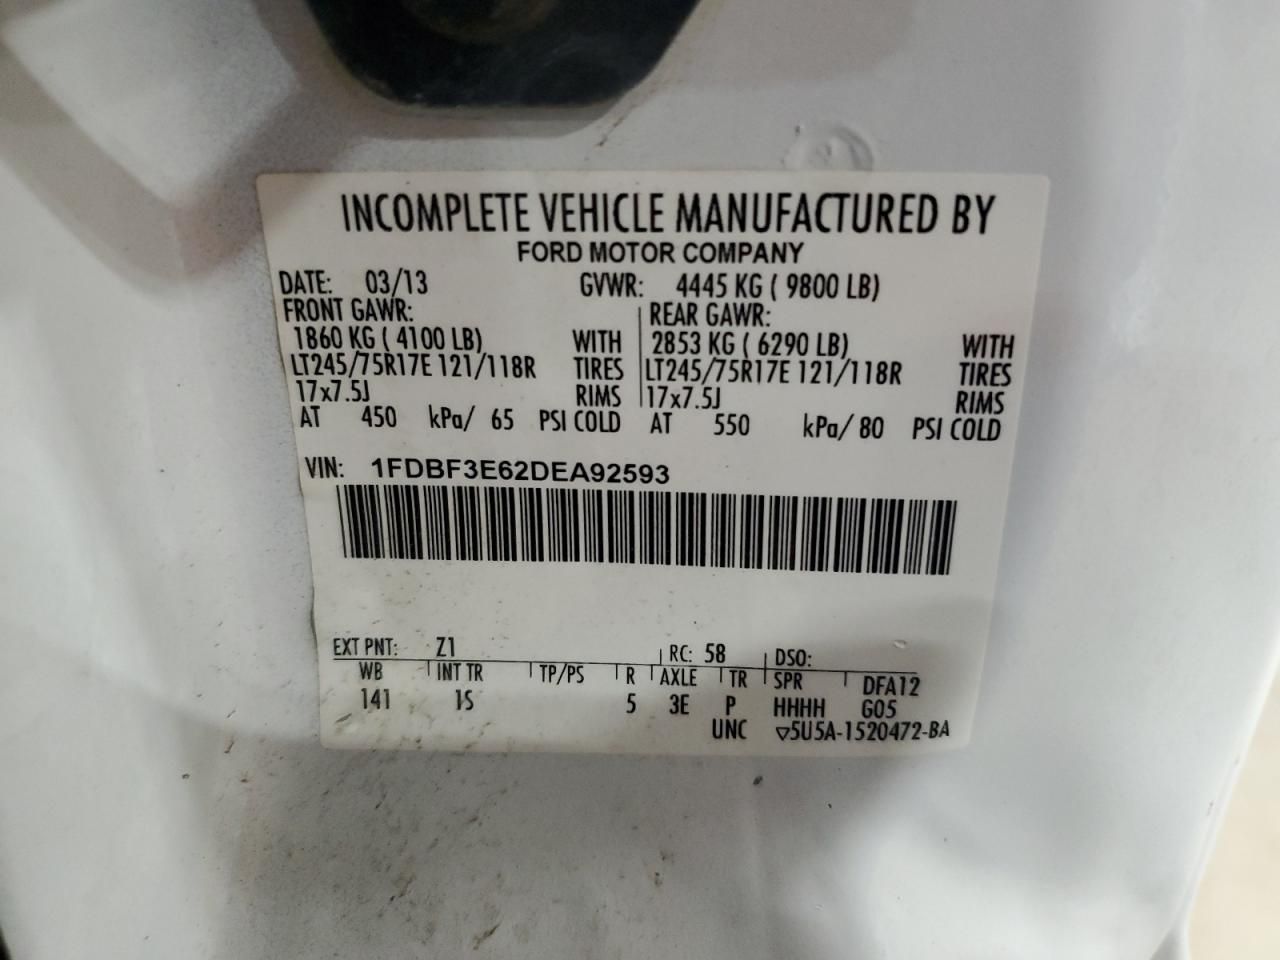 INCOMPLETE VEHICLE MANUFACTURED BY
FORD MOTOR COMPANY
DATE: 03/13 GVWR: 4445 KG ( 9800 LB)
FRONT GAWR: REAR GAWR:
1860 KG ( 4100 LB) WITH 2853 KG ( 6290 LB) WITH
LT245/75R17E 121/118R TIRES LT245/75R17E 121/118R TIRES
17x7.5J RIMS 17x7.5J RIMS
AT 450 kPa/ 65 PSI COLD AT 550 kPa/ 80 PSI COLD
VIN: 1FDBF3E62DEA92593
EXT PNT: Z1 RC: 58 DSO:
WB INT TR TP/PS R AXLE TR SPR DFA12
141 1S 5 3E P HHHH G05
UNC ▽5U5A-1520472-BA